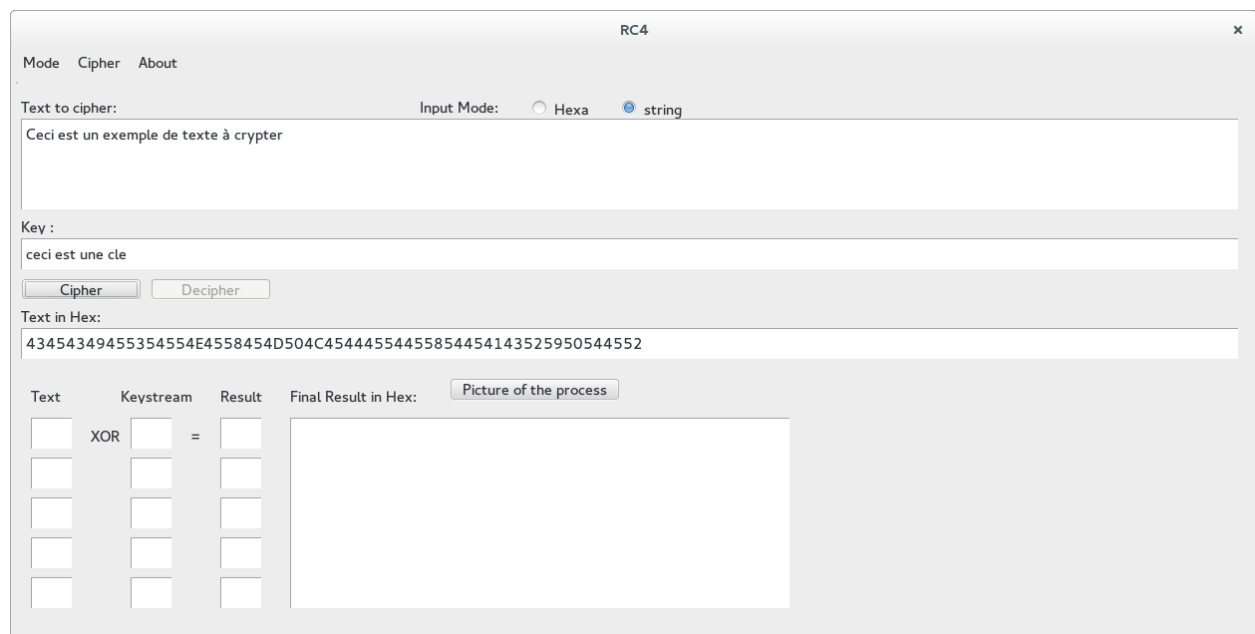 RC4 ×
Mode Cipher About
Text to cipher: Input Mode: Hexa string
Ceci est un exemple de texte à crypter
Key :
ceci est une cle
Cipher Decipher
Text in Hex:
43454349455354554E4558454D504C45444554455854454143525950544552
Text Keystream Result Final Result in Hex: Picture of the process
XOR =